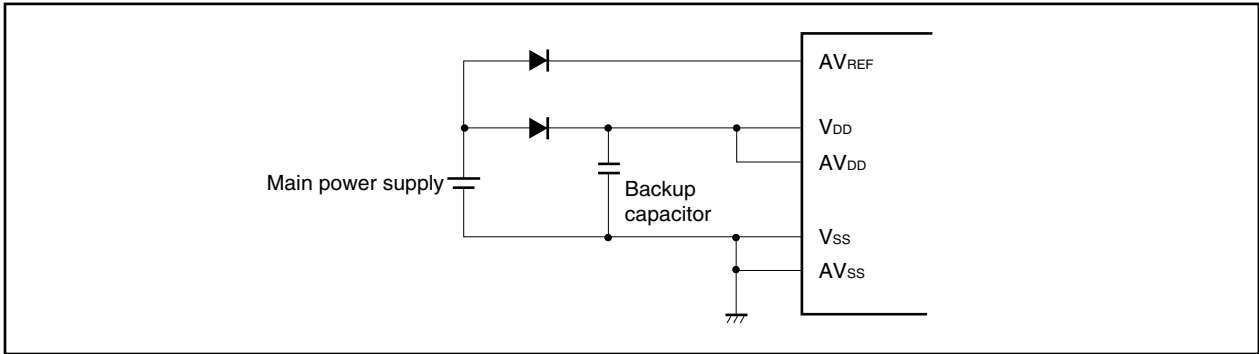 AVREF
VDD
AVDD
Main power supply
Backup
capacitor
VSS
AVSS